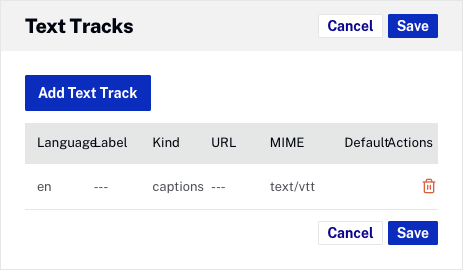 Text Tracks Cancel Save
Add Text Track
Language Label Kind URL MIME Default Actions
en --- captions --- text/vtt
Cancel Save